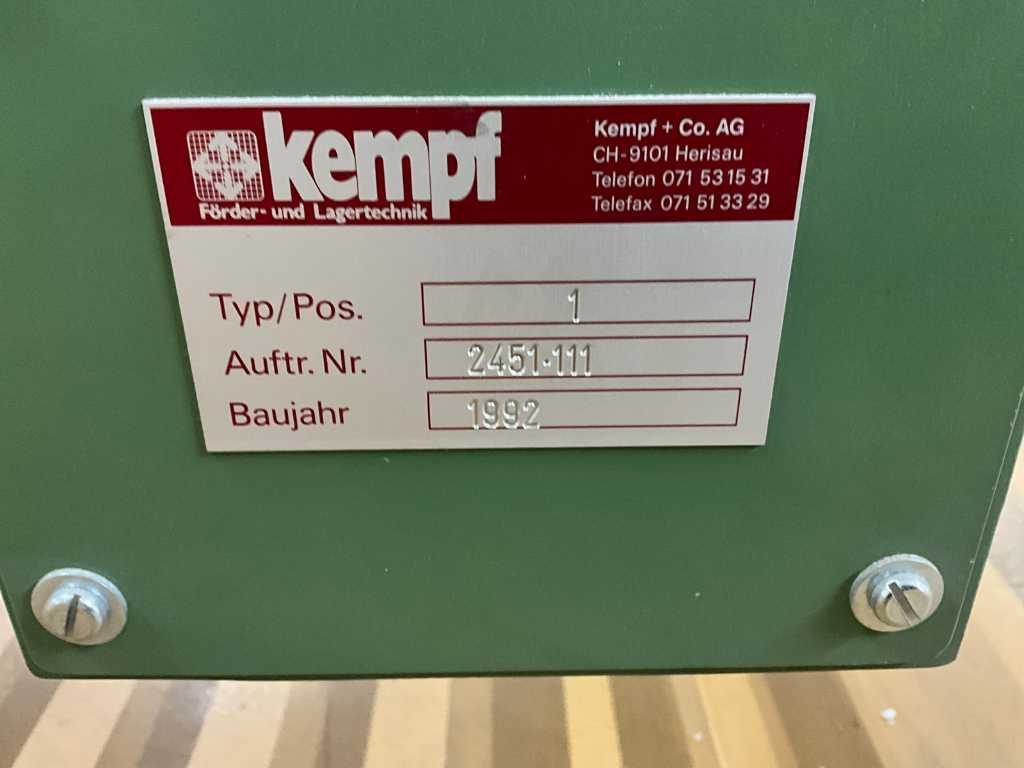 kempf
Förder- und Lagertechnik
Kempf + Co. AG
CH-9101 Herisau
Telefon 071 53 15 31
Telefax 071 51 33 29
Typ/Pos. 1
Auftr. Nr. 2451·111
Baujahr 1992